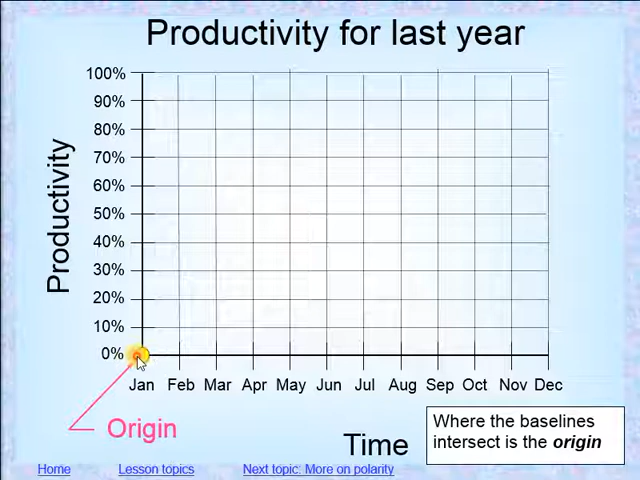 Productivity for last year
Productivity
100%
90%
80%
70%
60%
50%
40%
30%
20%
10%
0%
Jan Feb Mar Apr May Jun Jul Aug Sep Oct Nov Dec
Origin
Time
Where the baselines
intersect is the origin
Home Lesson topics Next topic: More on polarity